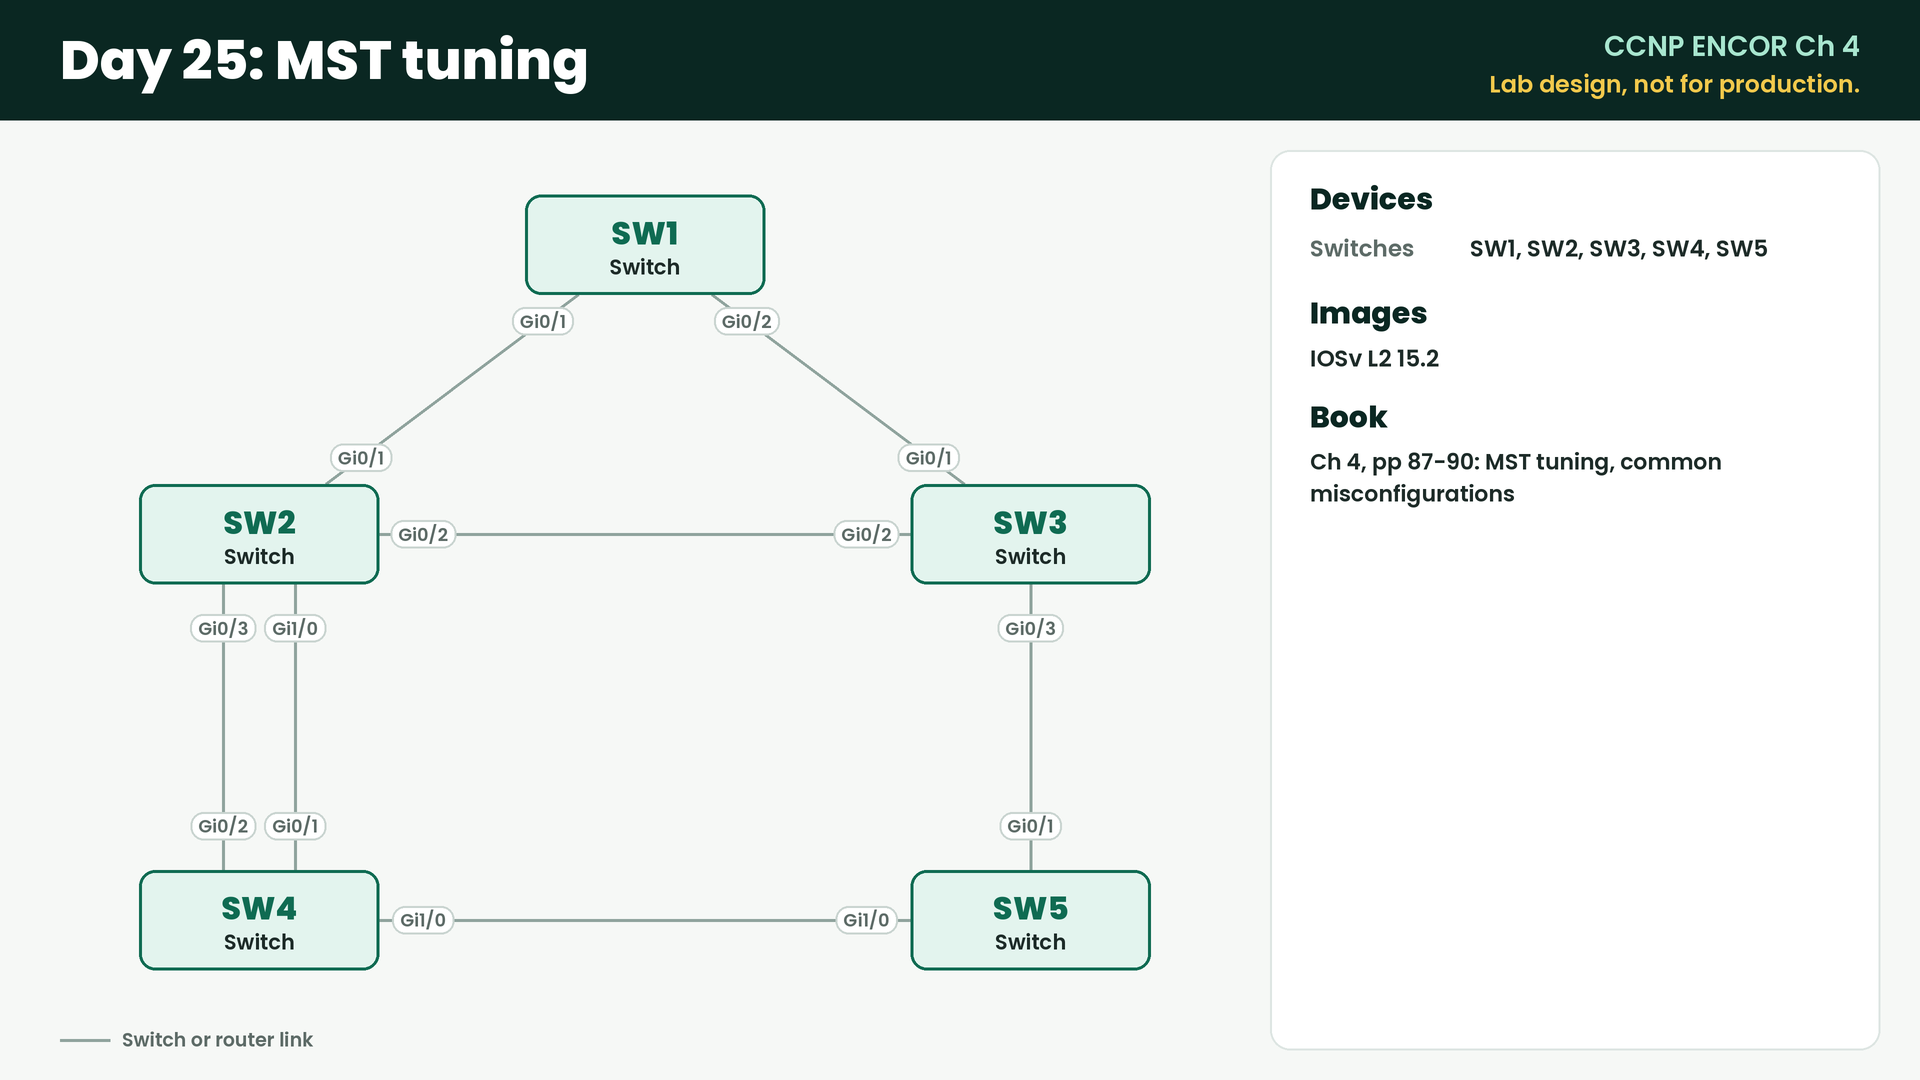 Day 25: MST tuning
CCNP ENCOR Ch 4
Lab design, not for production.
SW1
Switch
Gi0/1
Gi0/2
Gi0/1
Gi0/1
SW2
Switch
Gi0/2
Gi0/2
SW3
Switch
Gi0/3
Gi1/0
Gi0/3
Gi0/2
Gi0/1
Gi0/1
SW4
Switch
Gi1/0
Gi1/0
SW5
Switch
Switch or router link
Devices
Switches SW1, SW2, SW3, SW4, SW5
Images
IOSv L2 15.2
Book
Ch 4, pp 87-90: MST tuning, common
misconfigurations